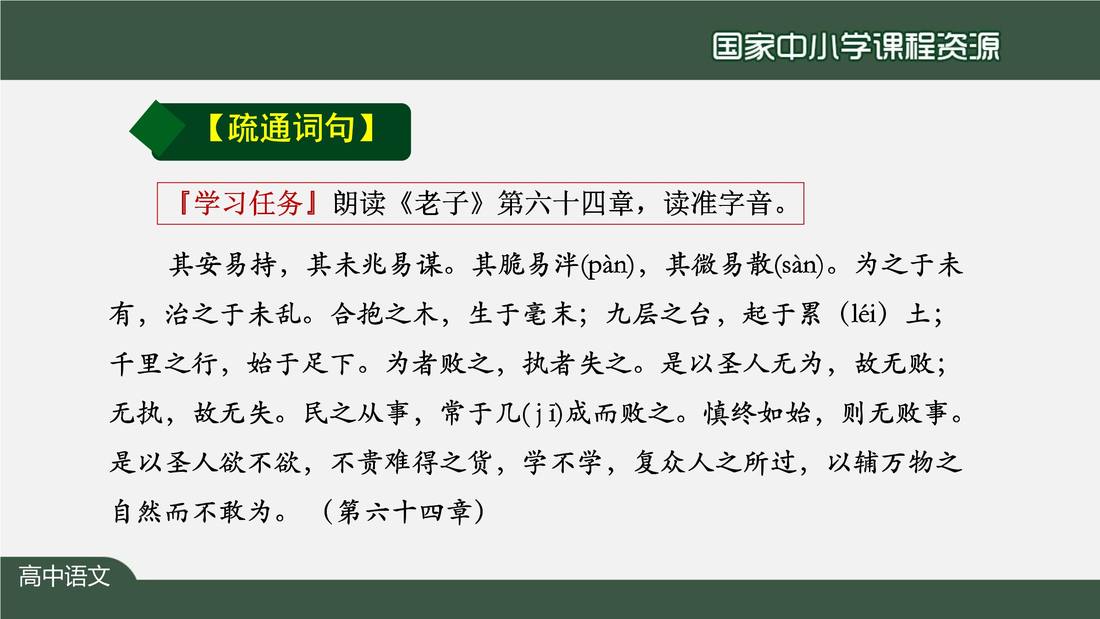 国家中小学课程资源
【疏通词句】
『学习任务』朗读《老子》第六十四章，读准字音。
其安易持，其未兆易谋。其脆易泮(pàn)，其微易散(sàn)。为之于未
有，治之于未乱。合抱之木，生于毫末；九层之台，起于累（léi）土；
千里之行，始于足下。为者败之，执者失之。是以圣人无为，故无败；
无执，故无失。民之从事，常于几(jī)成而败之。慎终如始，则无败事。
是以圣人欲不欲，不贵难得之货，学不学，复众人之所过，以辅万物之
自然而不敢为。（第六十四章）
高中语文